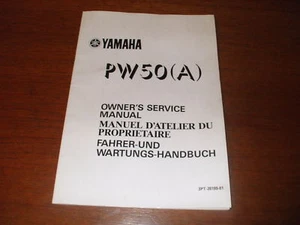 YAMAHA
PW50(A)
OWNER'S SERVICE
MANUAL
MANUEL D'ATELIER DU
PROPRIETAIRE
FAHRER-UND
WARTUNGS-HANDBUCH